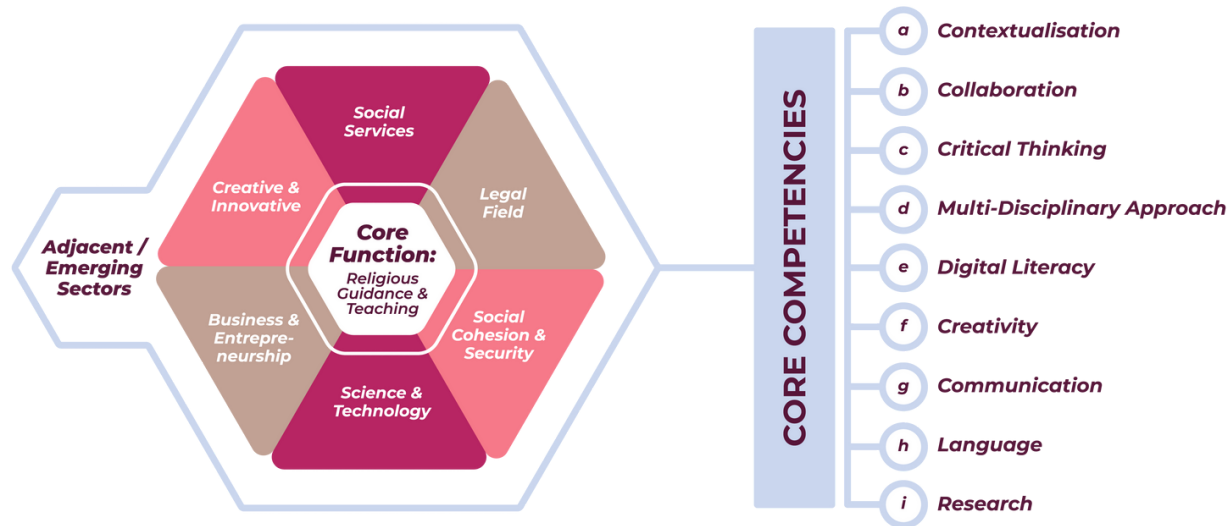 Adjacent /
Emerging
Sectors
Social
Services
Legal
Field
Social
Cohesion &
Security
Science &
Technology
Business &
Entrepre-
neurship
Creative &
Innovative
Core
Function:
Religious
Guidance &
Teaching
CORE COMPETENCIES
a Contextualisation
b Collaboration
c Critical Thinking
d Multi-Disciplinary Approach
e Digital Literacy
f Creativity
g Communication
h Language
i Research